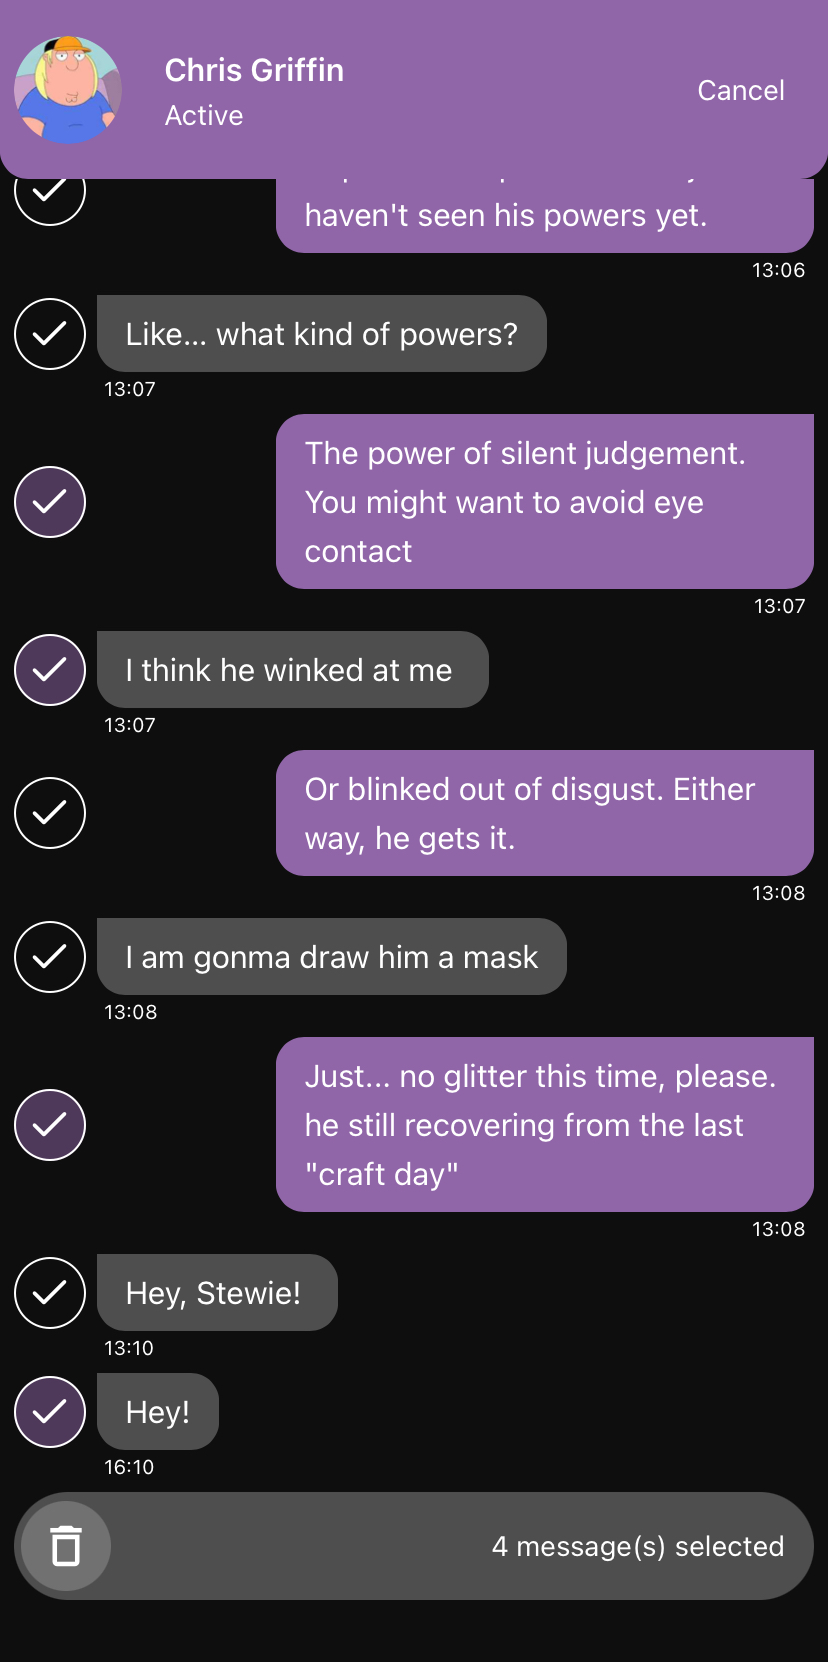 Chris Griffin
Active
Cancel
haven't seen his powers yet.
13:06
Like... what kind of powers?
13:07
The power of silent judgement.
You might want to avoid eye
contact
13:07
I think he winked at me
13:07
Or blinked out of disgust. Either
way, he gets it.
13:08
I am gonma draw him a mask
13:08
Just... no glitter this time, please.
he still recovering from the last
"craft day"
13:08
Hey, Stewie!
13:10
Hey!
16:10
4 message(s) selected